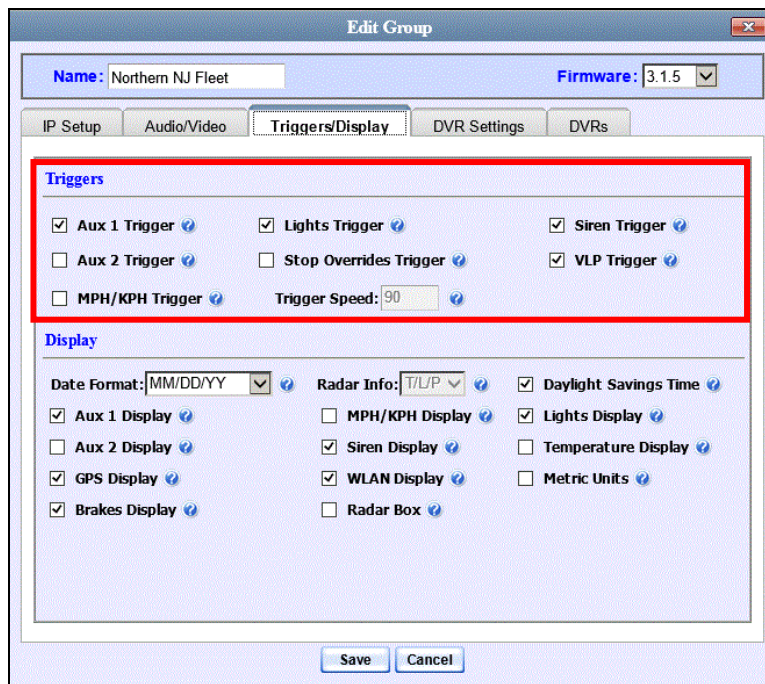 Edit Group
Name: Northern NJ Fleet Firmware: 3.1.5
IP Setup Audio/Video Triggers/Display DVR Settings DVRs
Triggers
Aux 1 Trigger Lights Trigger Siren Trigger
Aux 2 Trigger Stop Overrides Trigger VLP Trigger
MPH/KPH Trigger Trigger Speed: 90
Display
Date Format: MM/DD/YY Radar Info: T/L/P Daylight Savings Time
Aux 1 Display MPH/KPH Display Lights Display
Aux 2 Display Siren Display Temperature Display
GPS Display WLAN Display Metric Units
Brakes Display Radar Box
Save Cancel